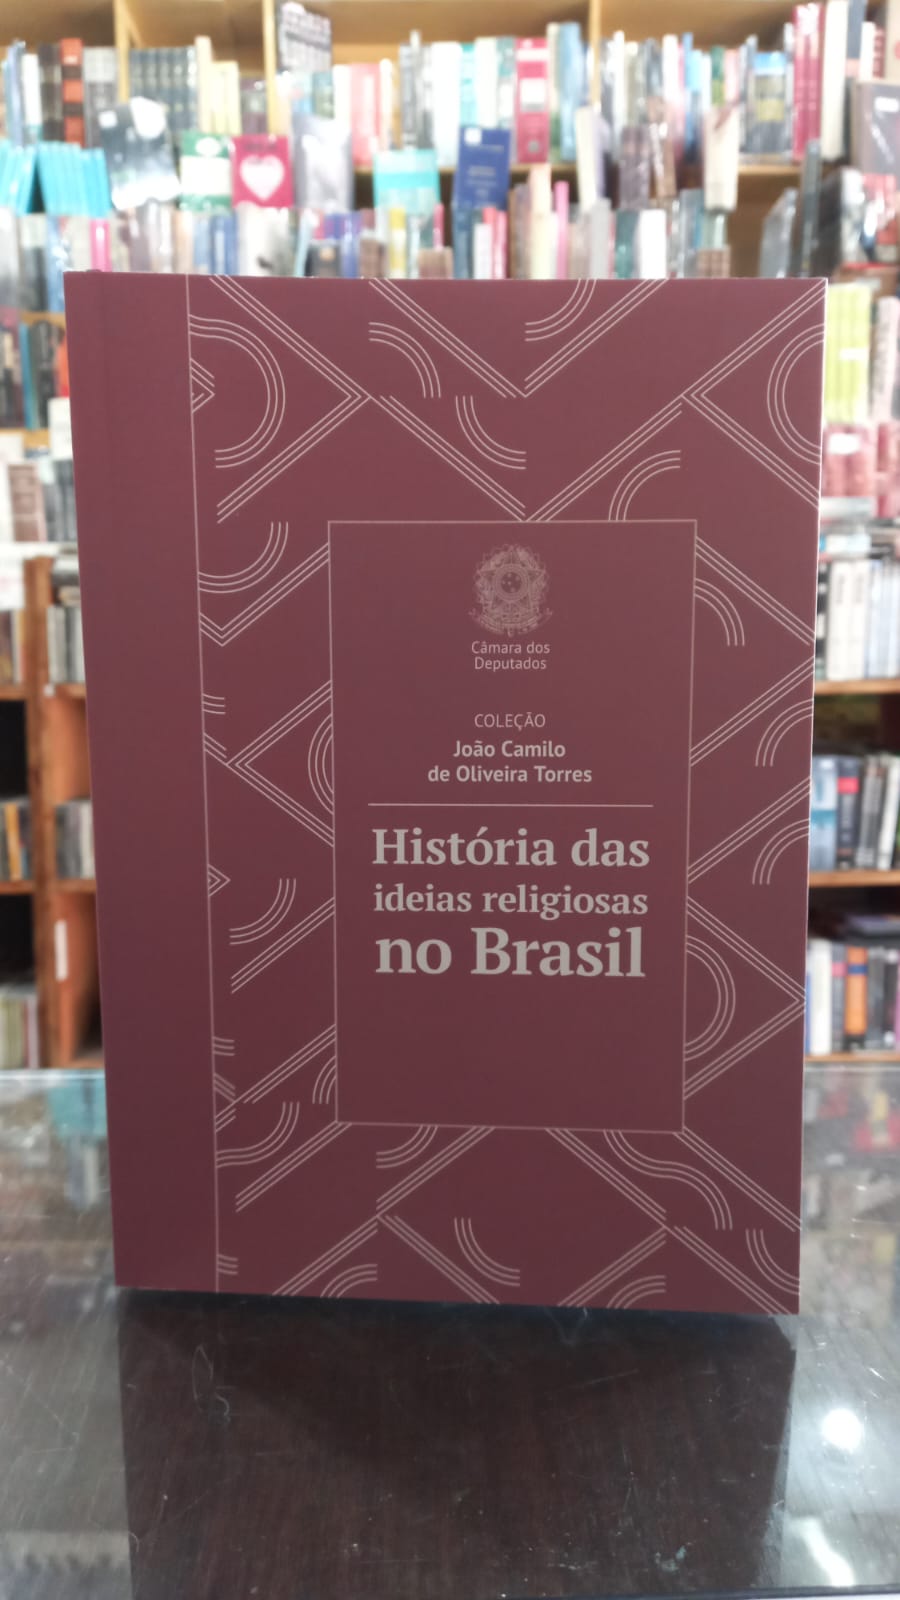 Câmara dos
Deputados
COLEÇÃO
João Camilo
de Oliveira Torres
História das
ideias religiosas
no Brasil